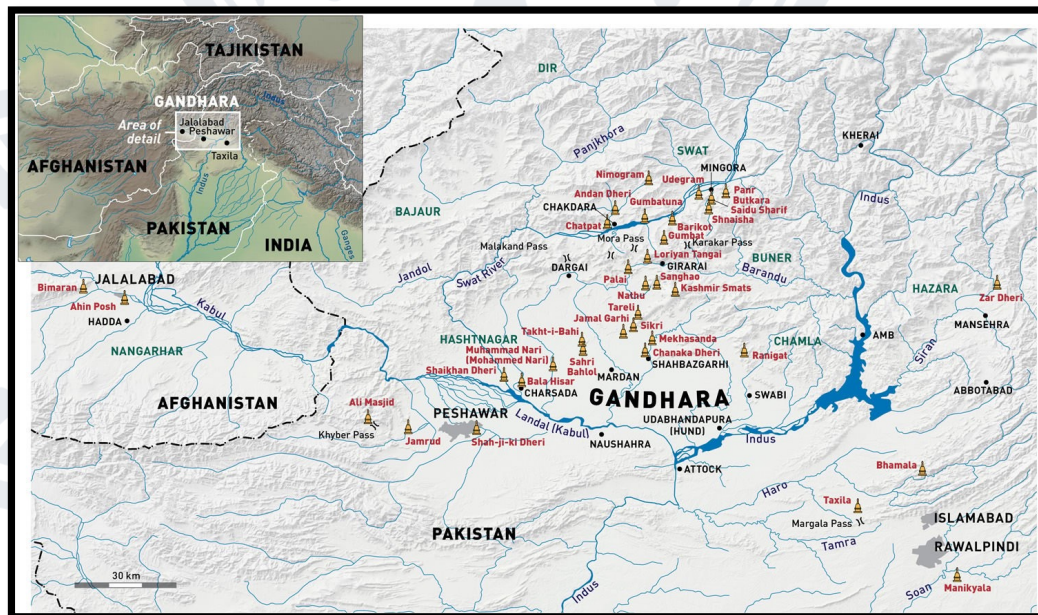 TAJIKISTAN
GANDHARA
Indus
Area of
detail
Jalalabad
Peshawar
Taxila
AFGHANISTAN
Indus
PAKISTAN
INDIA
Ganges
DIR
Panjkhora
SWAT
MINGORA
KHERAI
Nimogram
Udegram
Panr
Andan Dheri
Butkara
Gumbatuna
Saidu Sharif
Indus
BAJAUR
CHAKDARA
Shnaisha
Chatpat
Barikot
Mora Pass
Gumbat
Karakar Pass
Malakand Pass
Loriyan Tangai
BUNER
Jandol
Swat River
DARGAI
GIRARAI
Barandu
JALALABAD
Palai
Sanghao
HAZARA
Bimaran
Nathu
Kashmir Smats
Zar Dheri
Ahin Posh
Kabul
Tareli
HADDA
Jamal Garhi
Sikri
MANSEHRA
Takht-i-Bahi
Mekhasanda
CHAMLA
AMB
Siran
NANGARHAR
HASHTNAGAR
Muhammad Nari
(Mohammed Nari)
Sahri
Bahlol
Chanaka Dheri
Ranigat
SHAHBAZGARHI
Shaikhan Dheri
MARDAN
Bala Hisar
CHARSADA
ABBOTABAD
AFGHANISTAN
GANDHARA
SWABI
Ali Masjid
PESHAWAR
Landal (Kabul)
UDABHANDAPURA
(HUND)
Khyber Pass
Jamrud
Shah-ji-ki Dheri
NAUSHAHRA
Indus
ATTOCK
Bhamala
Haro
Taxila
PAKISTAN
Margala Pass
ISLAMABAD
Tamra
RAWALPINDI
30 km
Indus
Soan
Manikyala